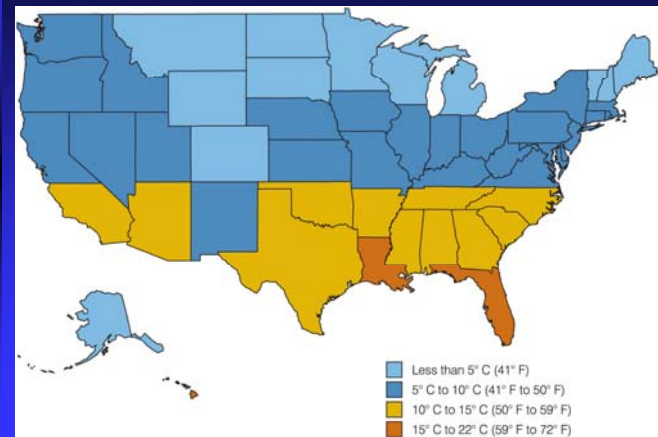 Less than 5° C (41° F)
5° C to 10° C (41° F to 50° F)
10° C to 15° C (50° F to 59° F)
15° C to 22° C (59° F to 72° F)